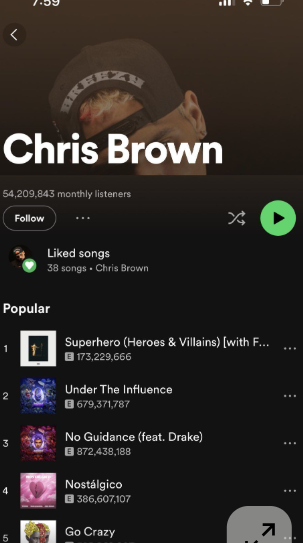 7:59
BREEZY
Chris Brown
54,209,843 monthly listeners
Follow
Liked songs
38 songs • Chris Brown
Popular
1
Superhero (Heroes & Villains) [with F...
E 173,229,666
2
Under The Influence
E 679,371,787
3
No Guidance (feat. Drake)
E 872,438,188
4
Nostálgico
E 386,607,107
5
Go Crazy